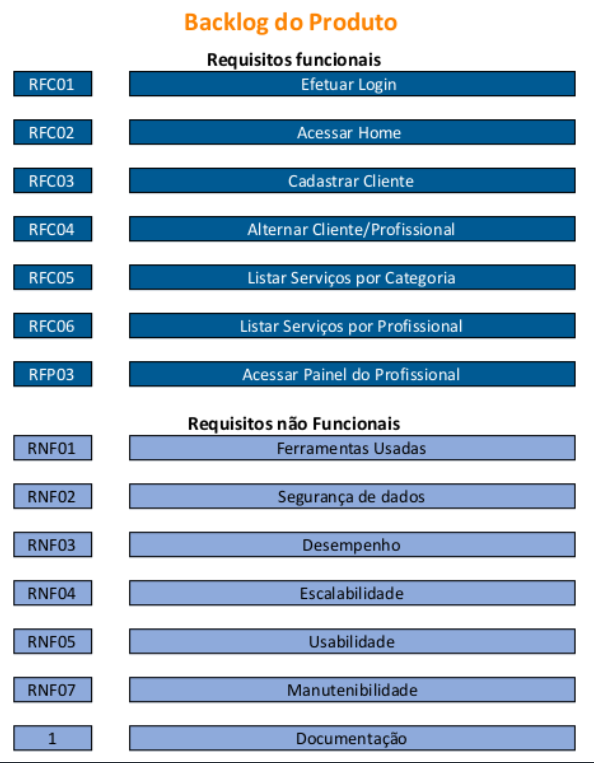 Backlog do Produto
Requisitos funcionais
RFC01 Efetuar Login
RFC02 Acessar Home
RFC03 Cadastrar Cliente
RFC04 Alternar Cliente/Profissional
RFC05 Listar Serviços por Categoria
RFC06 Listar Serviços por Profissional
RFP03 Acessar Painel do Profissional
Requisitos não Funcionais
RNF01 Ferramentas Usadas
RNF02 Segurança de dados
RNF03 Desempenho
RNF04 Escalabilidade
RNF05 Usabilidade
RNF07 Manutenibilidade
1 Documentação